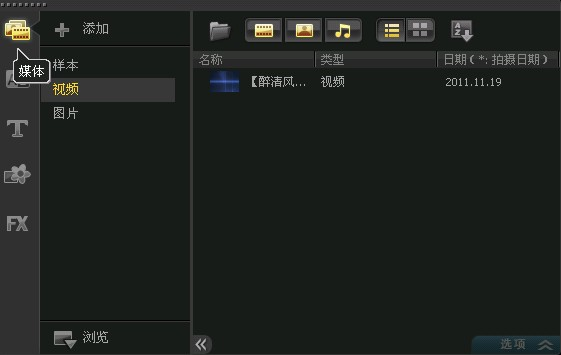 添加
媒体
样本
视频
图片
T
FX
浏览
名称 类型 日期(*: 拍摄日期)
【醉清风... 视频 2011.11.19
选项